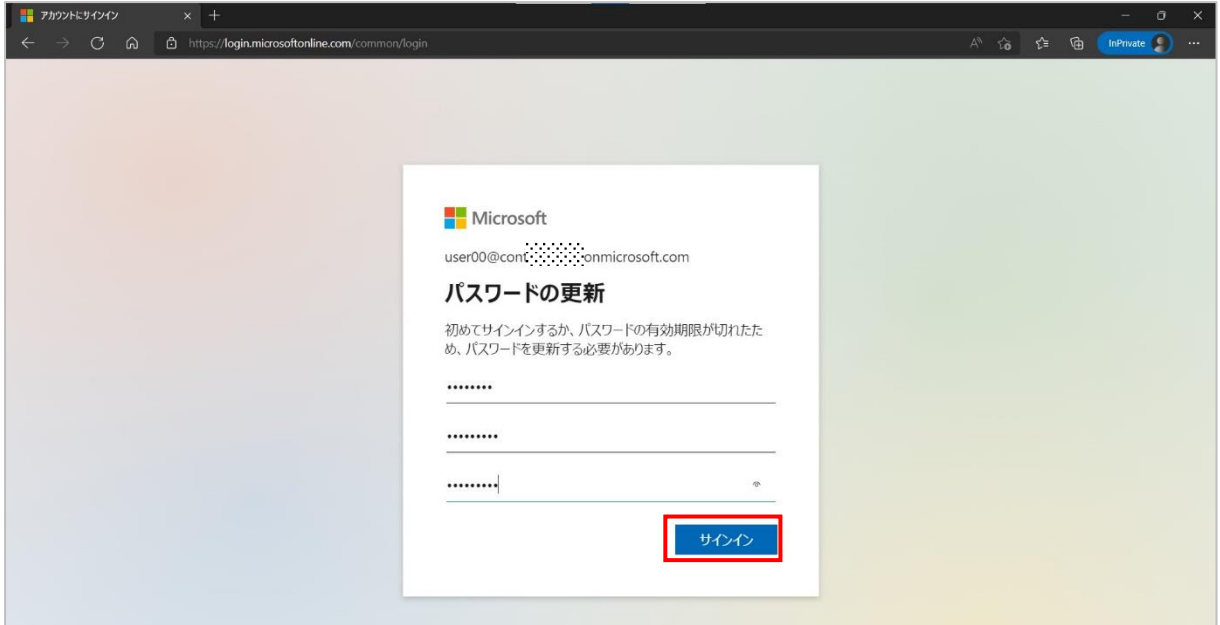 アカウントにサインイン
https://login.microsoftonline.com/common/login
InPrivate
Microsoft
user00@cont onmicrosoft.com
パスワードの更新
初めてサインインするか、パスワードの有効期限が切れたた
め、パスワードを更新する必要があります。
サインイン